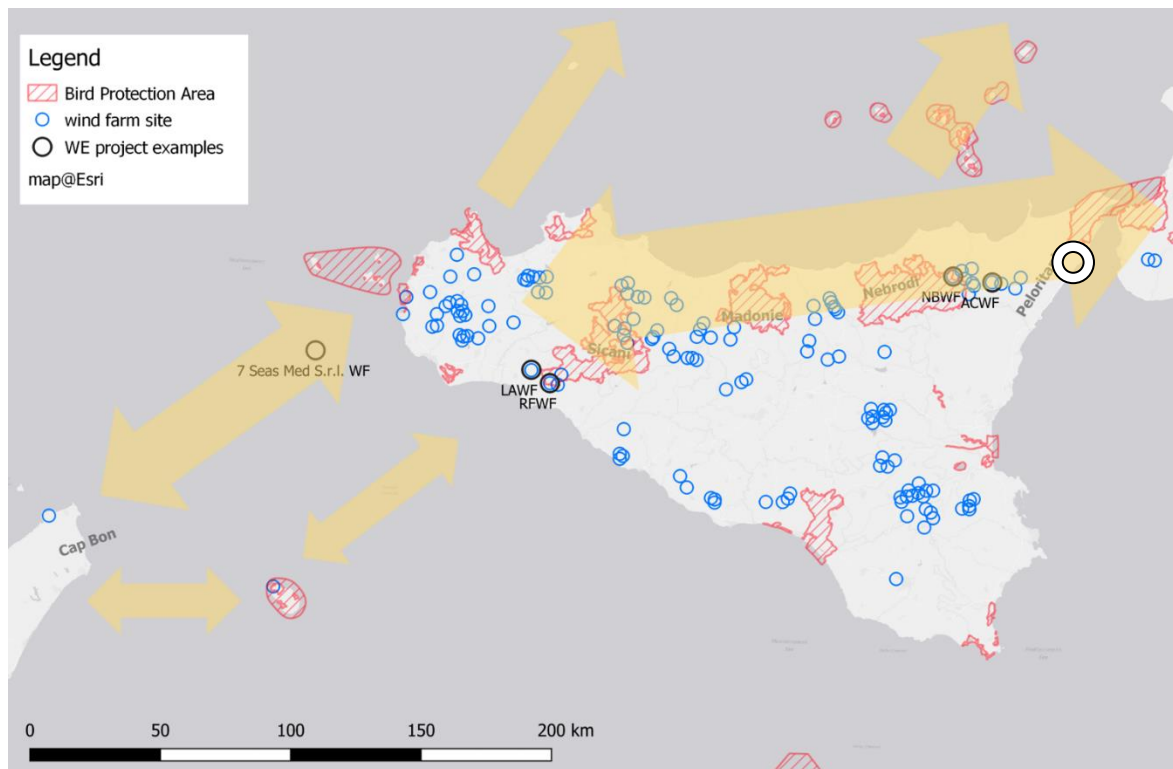 Legend
Bird Protection Area
wind farm site
WE project examples
map@Esri
Nebrodi
NBWF
ACWF
Madonie
Sicani
7 Seas Med S.r.l. WF
LAWF
RFWF
Cap Bon
0 50 100 150 200 km